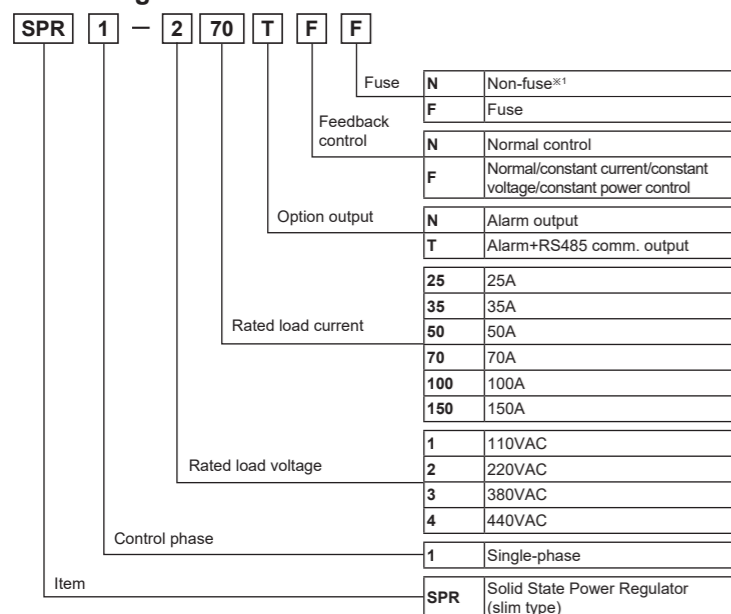 SPR 1 — 2 70 T F F
Fuse
N Non-fuse※1
F Fuse
Feedback
control
N Normal control
F Normal/constant current/constant
voltage/constant power control
Option output
N Alarm output
T Alarm+RS485 comm. output
Rated load current
25 25A
35 35A
50 50A
70 70A
100 100A
150 150A
Rated load voltage
1 110VAC
2 220VAC
3 380VAC
4 440VAC
Control phase
1 Single-phase
Item
SPR Solid State Power Regulator
(slim type)